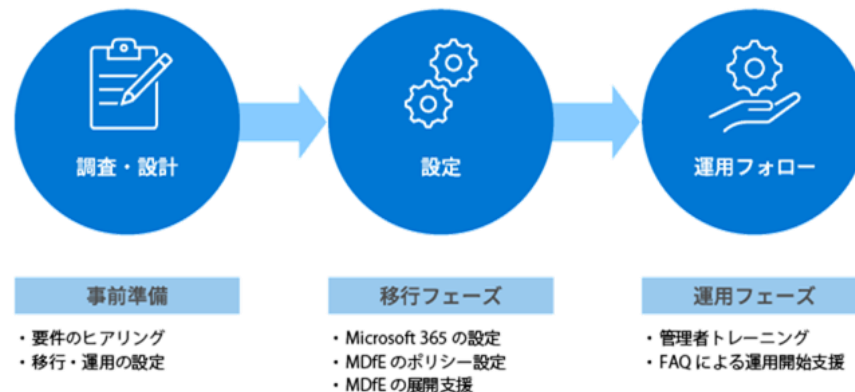 調査・設計
設定
運用フォロー
事前準備
移行フェーズ
運用フェーズ
・要件のヒアリング
・移行・運用の設定
・Microsoft 365 の設定
・MDfE のポリシー設定
・MDfE の展開支援
・管理者トレーニング
・FAQ による運用開始支援